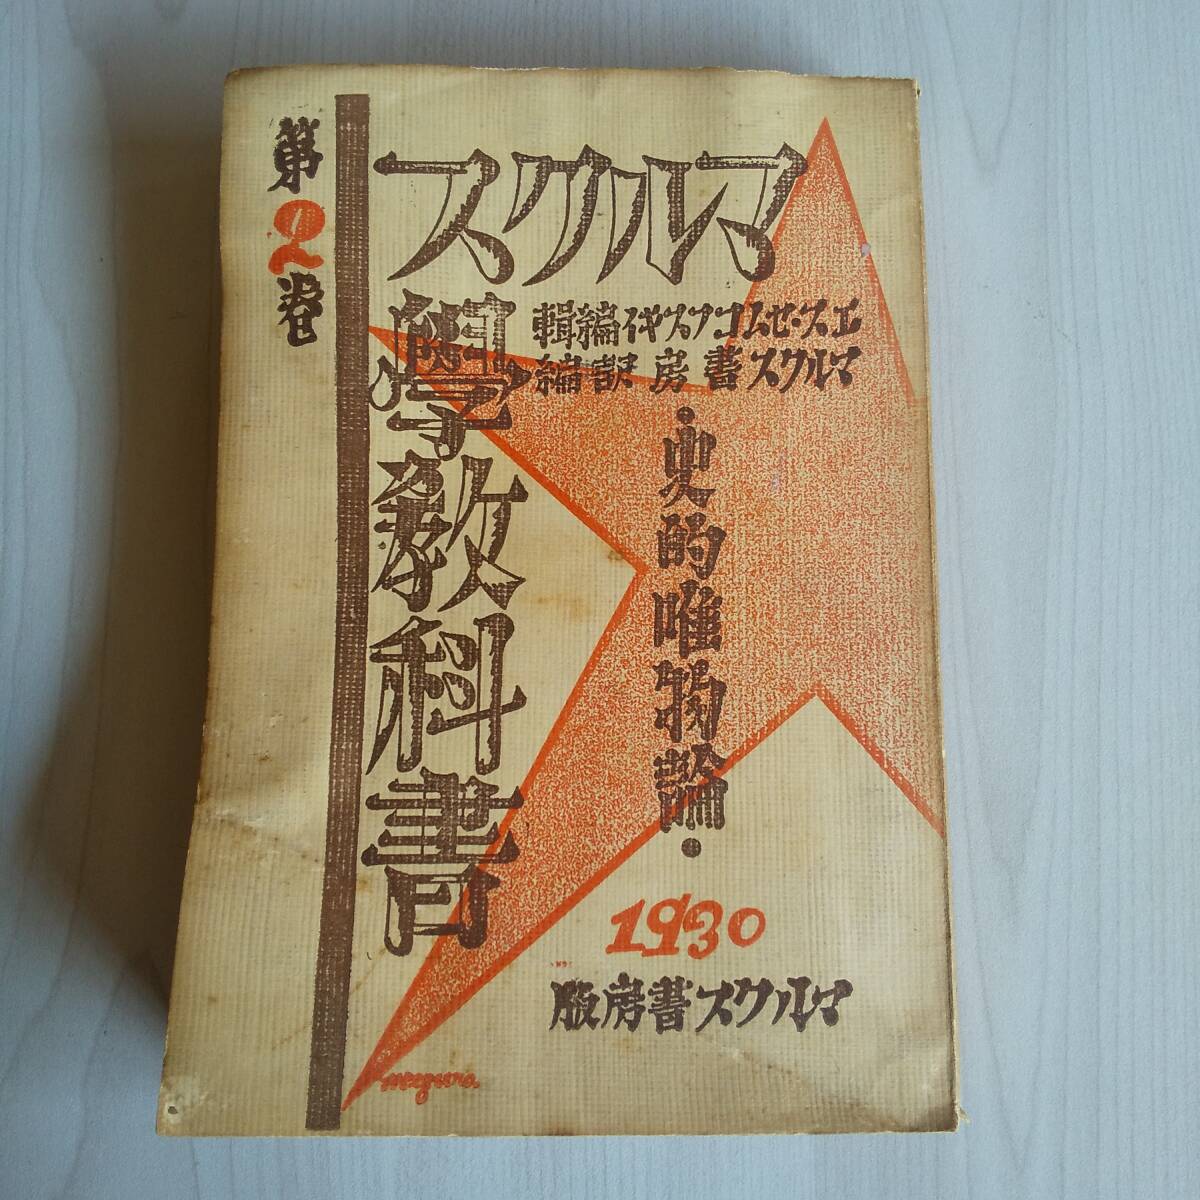 第2巻
マルクス
學教科書
エス・セムコフスキイ編輯
マルクス書房訳編
・史的唯物論・
1930
マルクス書房版
meguro.